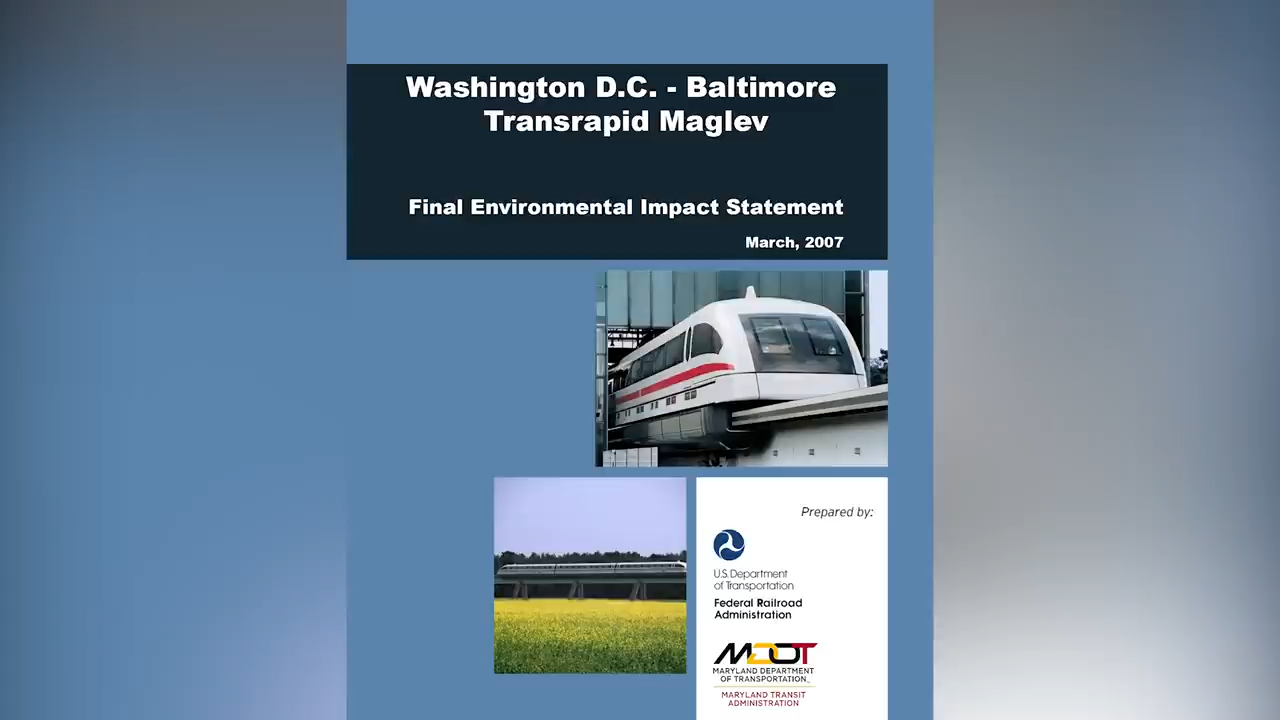 Washington D.C. - Baltimore
Transrapid Maglev
Final Environmental Impact Statement
March, 2007
Prepared by:
U.S. Department
of Transportation
Federal Railroad
Administration
MDOT
MARYLAND DEPARTMENT
OF TRANSPORTATION
MARYLAND TRANSIT
ADMINISTRATION